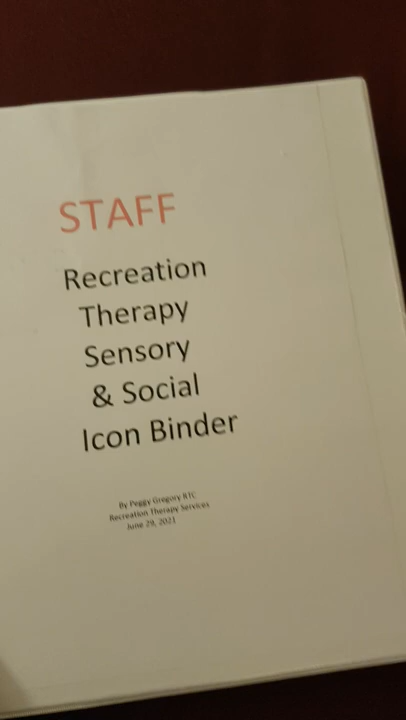 STAFF
Recreation
Therapy
Sensory
& Social
Icon Binder
By Peggy Gregory RTC
Recreation Therapy Services
June 29, 2021